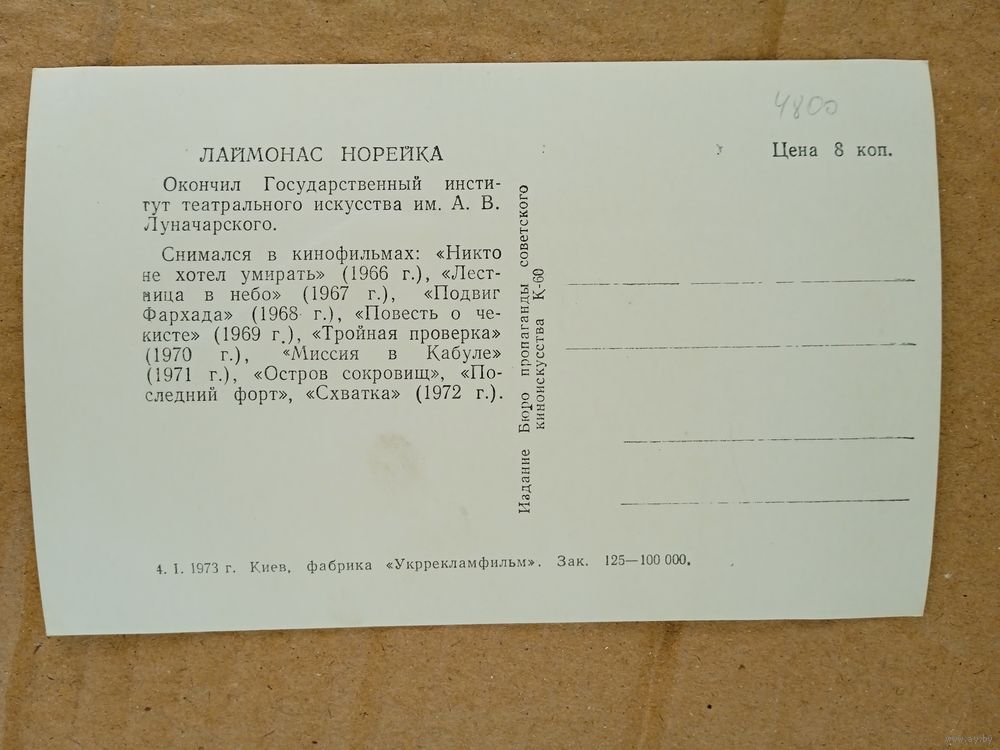 4800
Цена 8 коп.
ЛАЙМОНАС НОРЕЙКА
Окончил Государственный инсти-
тут театрального искусства им. А. В.
Луначарского.
Снимался в кинофильмах: «Никто
не хотел умирать» (1966 г.), «Лест-
ница в небо» (1967 г.), «Подвиг
Фархада» (1968 г.), «Повесть о че-
кисте» (1969 г.), «Тройная проверка»
(1970 г.), «Миссия в Кабуле»
(1971 г.), «Остров сокровищ», «По-
следний форт», «Схватка» (1972 г.).
Издание Бюро пропаганды советского
киноискусства К-60
4. I. 1973 г. Киев, фабрика «Укррекламфильм». Зак. 125—100 000.
www.ay.by